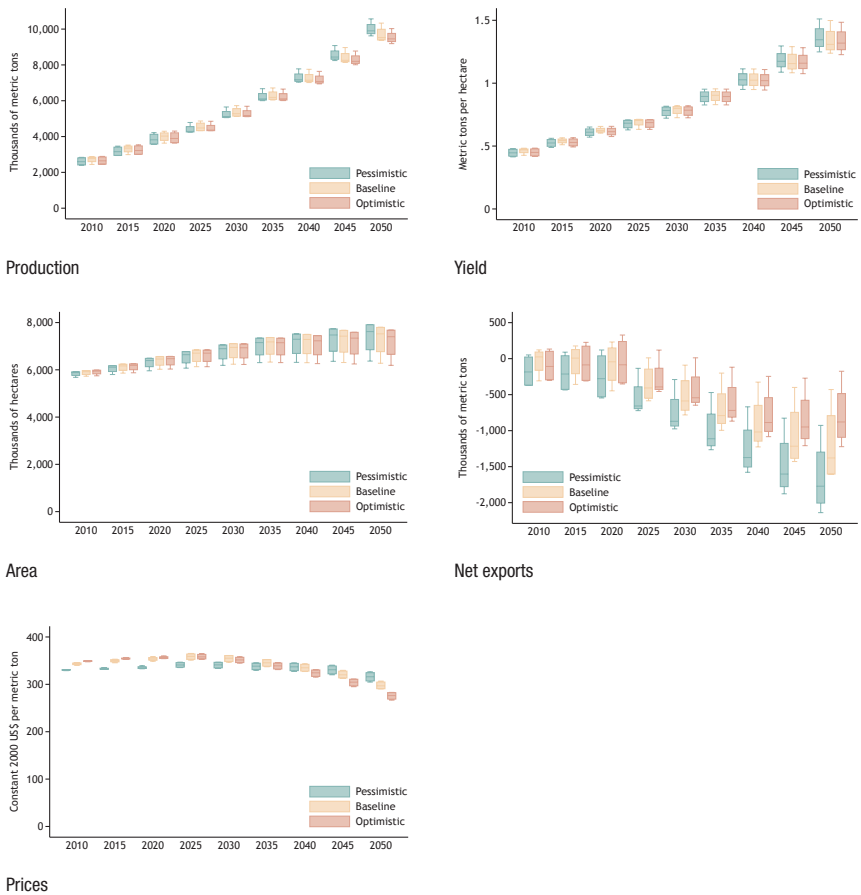 Thousands of metric tons
10,000
8,000
6,000
4,000
2,000
0
Pessimistic
Baseline
Optimistic
2010 2015 2020 2025 2030 2035 2040 2045 2050
Production
Metric tons per hectare
1.5
1
.5
0
Pessimistic
Baseline
Optimistic
2010 2015 2020 2025 2030 2035 2040 2045 2050
Yield
Thousands of hectares
8,000
6,000
4,000
2,000
0
Pessimistic
Baseline
Optimistic
2010 2015 2020 2025 2030 2035 2040 2045 2050
Area
Thousands of metric tons
500
0
-500
-1,000
-1,500
-2,000
Pessimistic
Baseline
Optimistic
2010 2015 2020 2025 2030 2035 2040 2045 2050
Net exports
Constant 2000 US$ per metric ton
400
300
200
100
0
Pessimistic
Baseline
Optimistic
2010 2015 2020 2025 2030 2035 2040 2045 2050
Prices